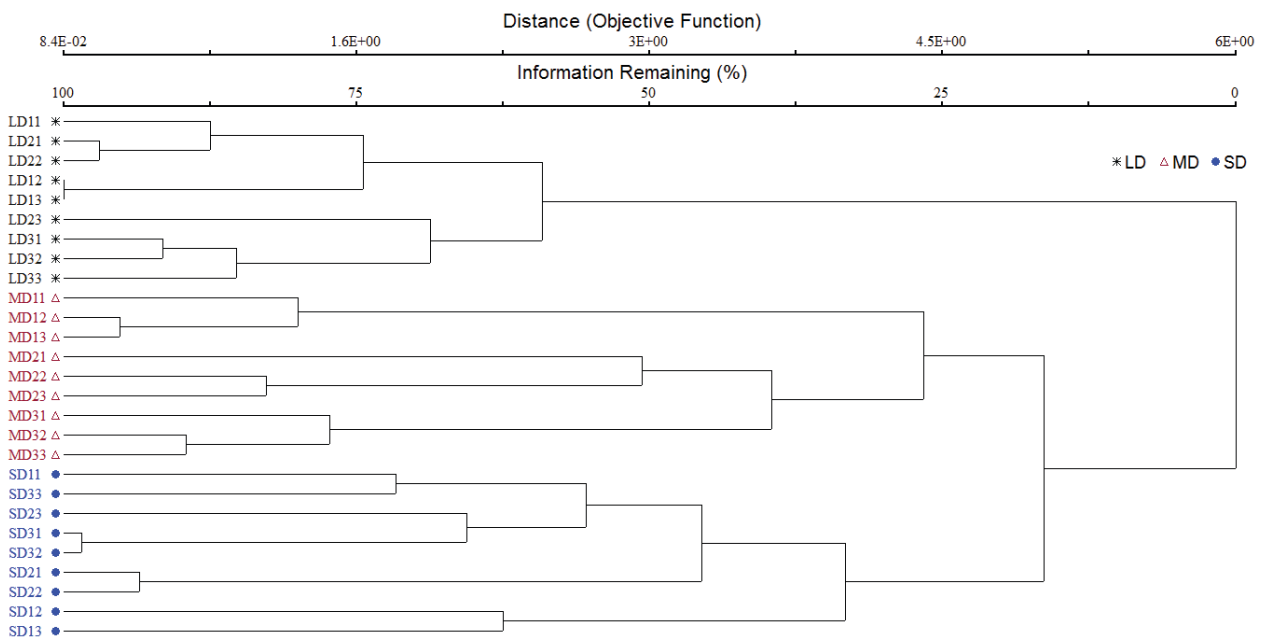 Distance (Objective Function)
8.4E-02 1.6E+00 3E+00 4.5E+00 6E+00
Information Remaining (%)
100 75 50 25 0
LD11
LD21
LD22
LD12
LD13
LD23
LD31
LD32
LD33
MD11
MD12
MD13
MD21
MD22
MD23
MD31
MD32
MD33
SD11
SD33
SD23
SD31
SD32
SD21
SD22
SD12
SD13
LD MD SD